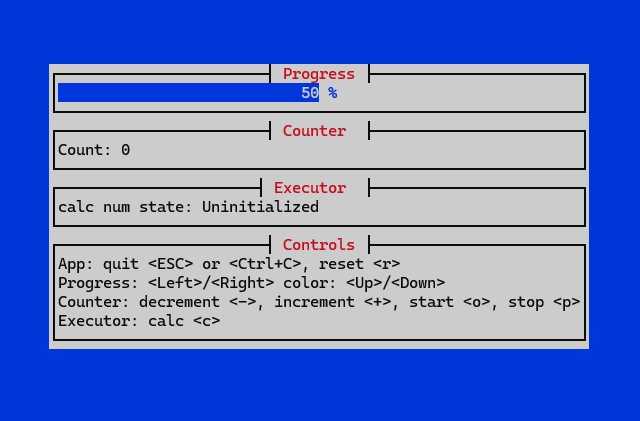 Progress
50 %
Counter
Count: 0
Executor
calc num state: Uninitialized
Controls
App: quit <ESC> or <Ctrl+C>, reset <r>
Progress: <Left>/<Right> color: <Up>/<Down>
Counter: decrement <->, increment <+>, start <o>, stop <p>
Executor: calc <c>